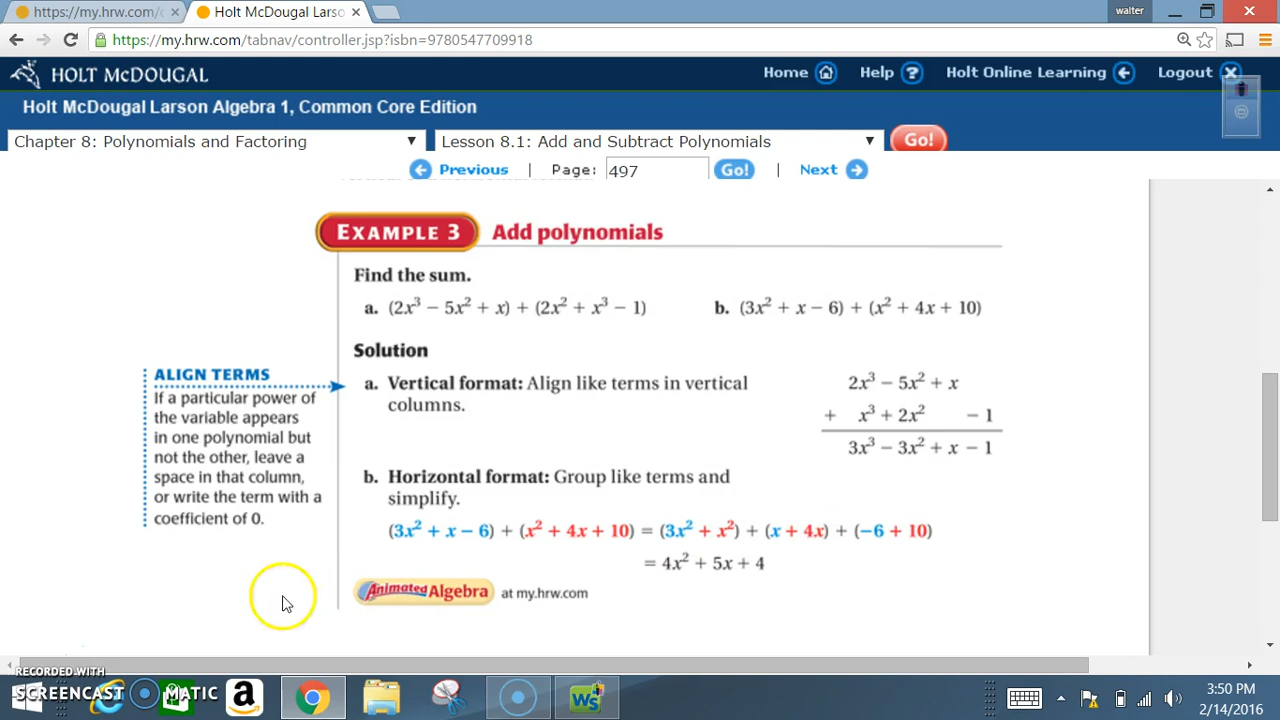 https://my.hrw.com/c
Holt McDougal Larso
walter
https://my.hrw.com/tabnav/controller.jsp?isbn=9780547709918
HOLT MCDOUGAL
Home
Help
Holt Online Learning
Logout
Holt McDougal Larson Algebra 1, Common Core Edition
Chapter 8: Polynomials and Factoring
Lesson 8.1: Add and Subtract Polynomials
Go!
Previous | Page: 497 Go! | Next
EXAMPLE 3 Add polynomials
Find the sum.
a. (2x³ − 5x² + x) + (2x² + x³ − 1)
b. (3x² + x − 6) + (x² + 4x + 10)
Solution
ALIGN TERMS
If a particular power of
the variable appears
in one polynomial but
not the other, leave a
space in that column,
or write the term with a
coefficient of 0.
a. Vertical format: Align like terms in vertical
columns.
2x³ − 5x² + x
+ x³ + 2x² − 1
3x³ − 3x² + x − 1
b. Horizontal format: Group like terms and
simplify.
(3x² + x − 6) + (x² + 4x + 10) = (3x² + x²) + (x + 4x) + (−6 + 10)
= 4x² + 5x + 4
Animated Algebra at my.hrw.com
RECORDED WITH
SCREENCAST MATIC
3:50 PM
2/14/2016